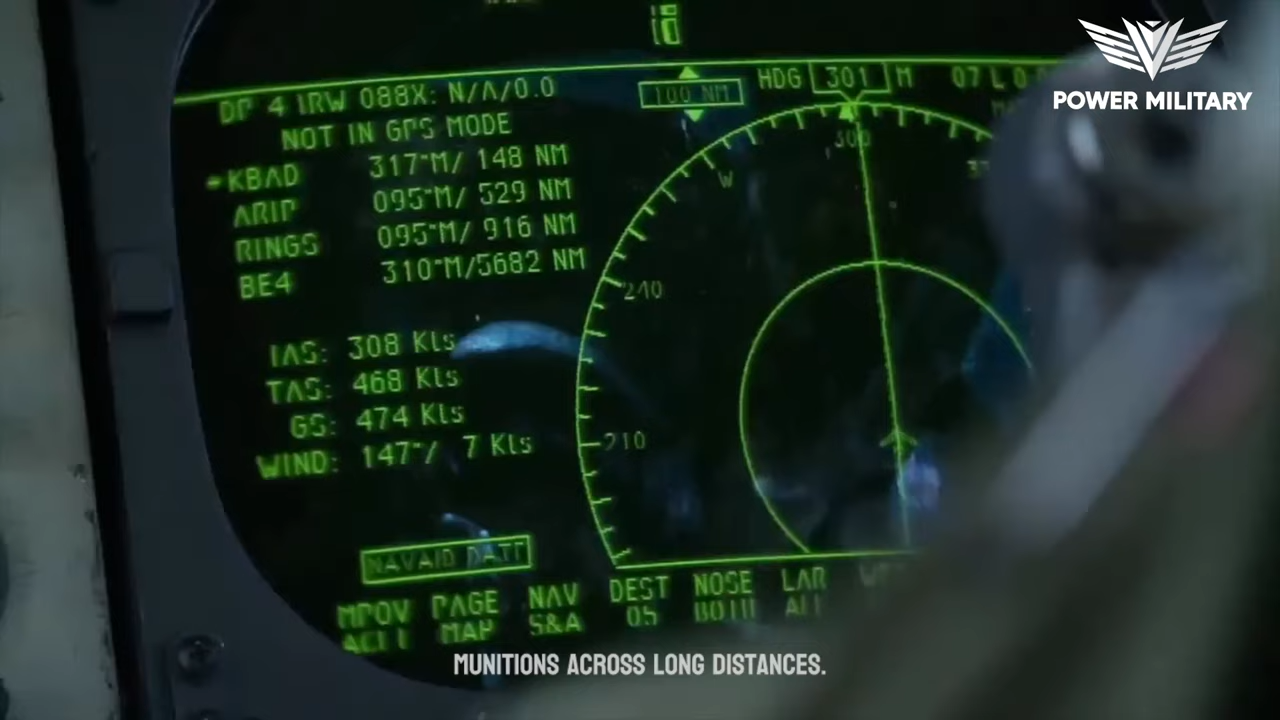 HDG 301 M 07 L
POWER MILITARY
DP 4 IRW 088X: N/A/0.0
100 NM
NOT IN GPS MODE
KBAD 317°M/ 148 NM
ARIP 095°M/ 529 NM
RINGS 095°M/ 916 NM
BE4 310°M/5682 NM
300
W
240
210
IAS: 308 Kts
TAS: 468 Kts
GS: 474 Kts
WIND: 147°/ 7 Kts
NAVAID
PAGE NAV DEST NOSE LAR
MAP S&A 05 BOTH
MUNITIONS ACROSS LONG DISTANCES.